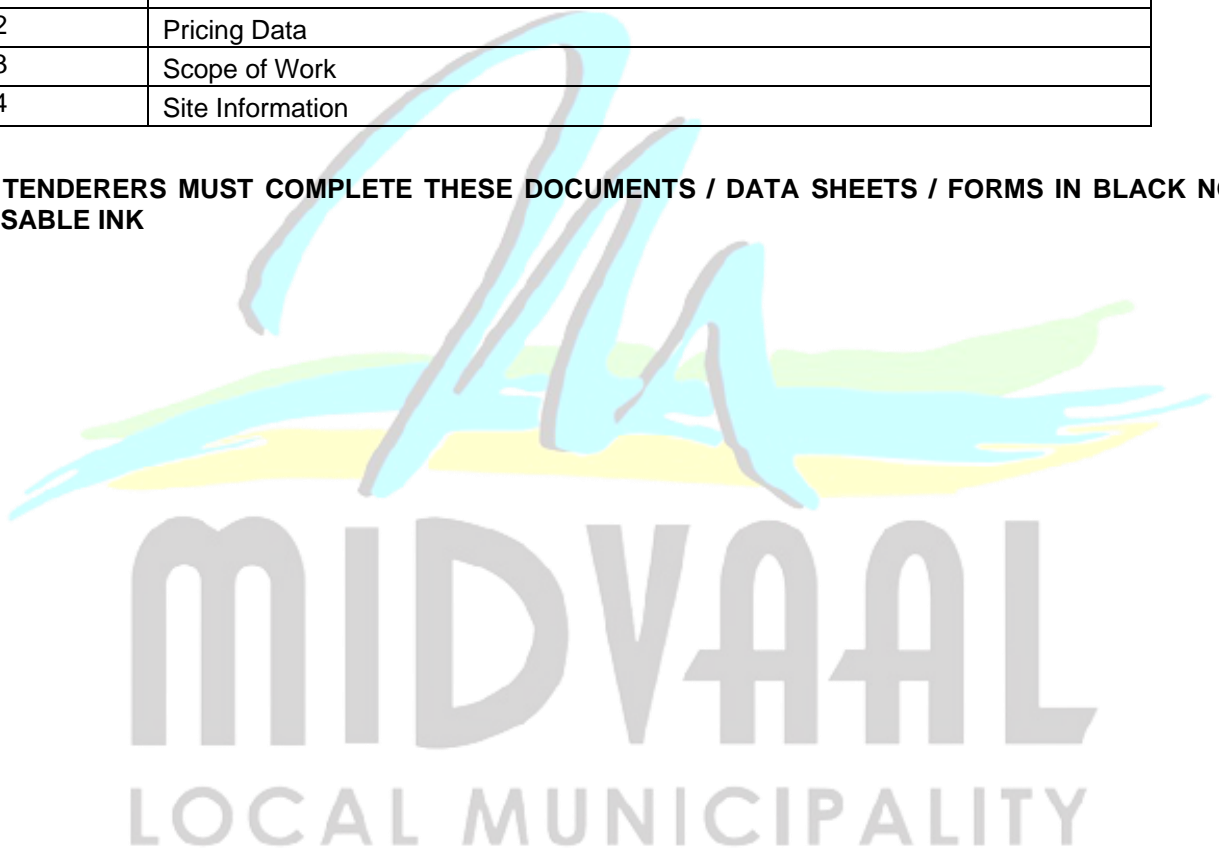 2 Pricing Data
3 Scope of Work
4 Site Information
TENDERERS MUST COMPLETE THESE DOCUMENTS / DATA SHEETS / FORMS IN BLACK
SABLE INK
MIDVAAL
LOCAL MUNICIPALITY